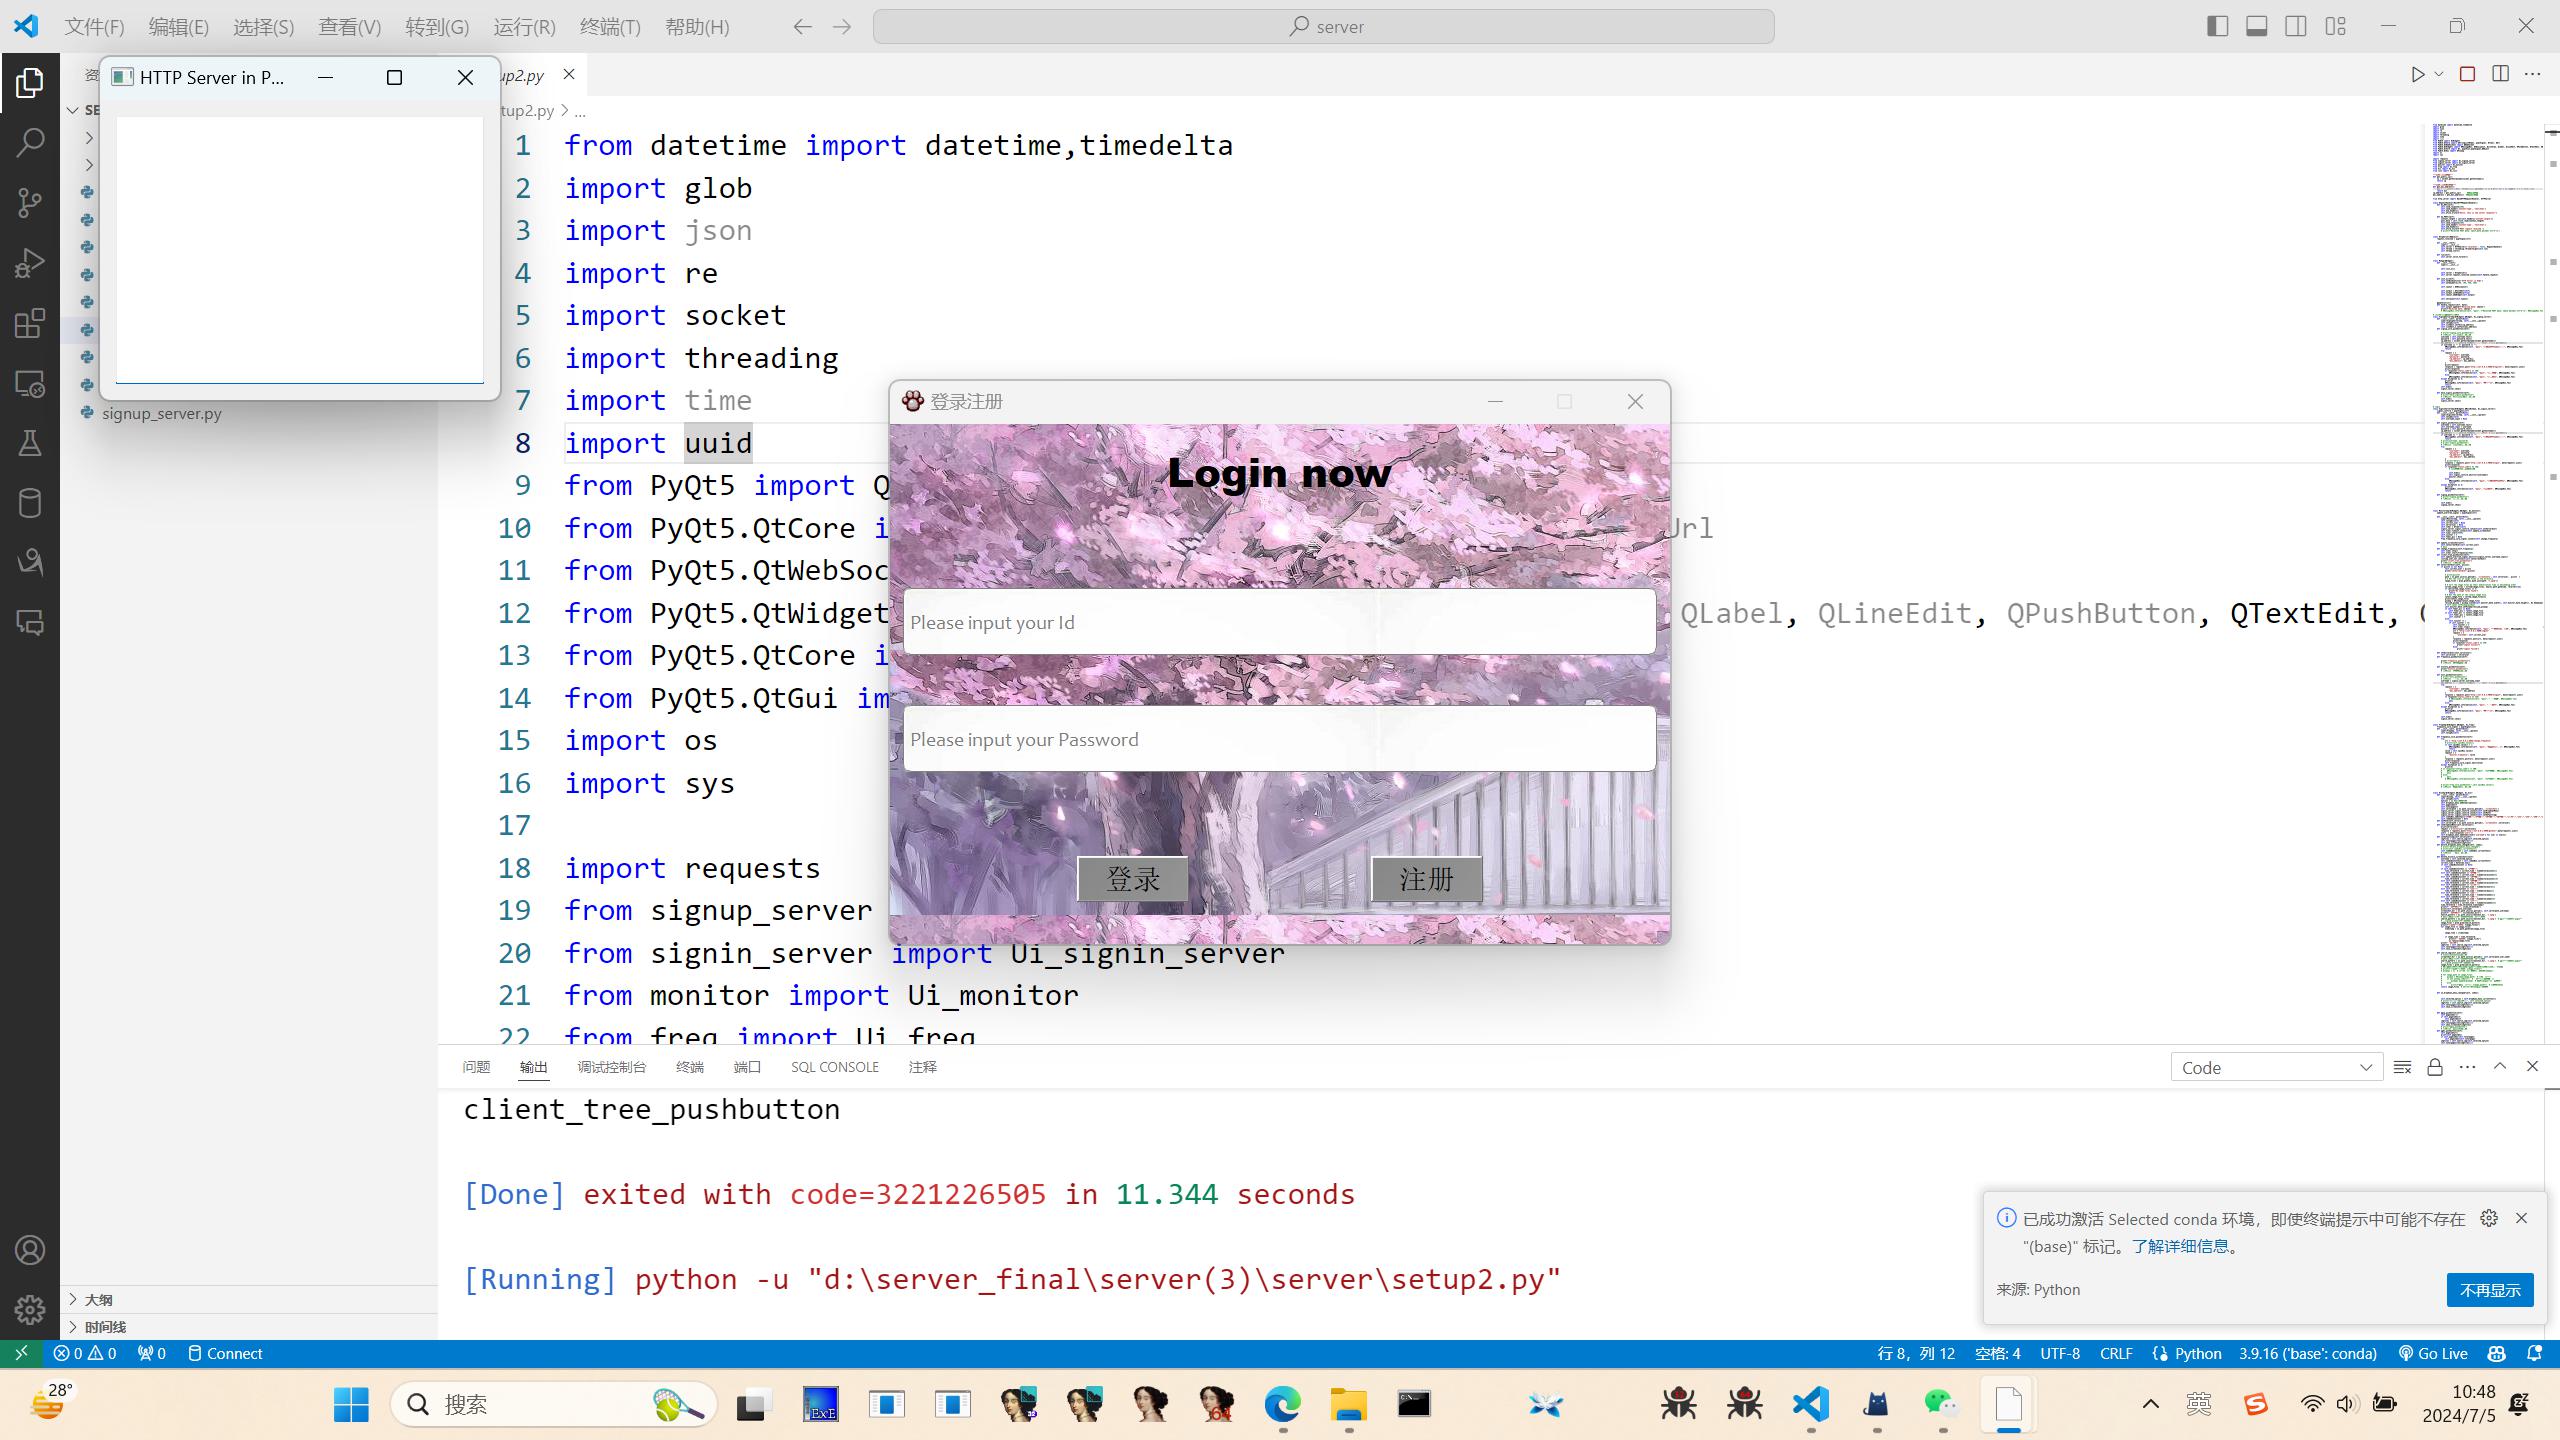 文件(F) 编辑(E) 选择(S) 查看(V) 转到(G) 运行(R) 终端(T) 帮助(H) server
HTTP Server in P...
up2.py
tup2.py > ...
signup_server.py
大纲
时间线
1 from datetime import datetime,timedelta
2 import glob
3 import json
4 import re
5 import socket
6 import threading
7 import time
8 import uuid
9 from PyQt5 import Q
10 from PyQt5.QtCore i
11 from PyQt5.QtWebSoc
12 from PyQt5.QtWidget QLabel, QLineEdit, QPushButton, QTextEdit,
13 from PyQt5.QtCore i
14 from PyQt5.QtGui im
15 import os
16 import sys
17
18 import requests
19 from signup_server
20 from signin_server import Ui_signin_server
21 from monitor import Ui_monitor
22 from freq import Ui_freq
登录注册
Login now
Please input your Id
Please input your Password
登录 注册
问题 输出 调试控制台 终端 端口 SQL CONSOLE 注释 Code
client_tree_pushbutton
[Done] exited with code=3221226505 in 11.344 seconds
[Running] python -u "d:\server_final\server(3)\server\setup2.py"
已成功激活 Selected conda 环境，即使终端提示中可能不存在
"(base)" 标记。了解详细信息。
来源: Python 不再显示
0 0 0 Connect 行 8，列 12 空格: 4 UTF-8 CRLF Python 3.9.16 ('base': conda) Go Live
28° 搜索 ExE 64 英 10:48
2024/7/5